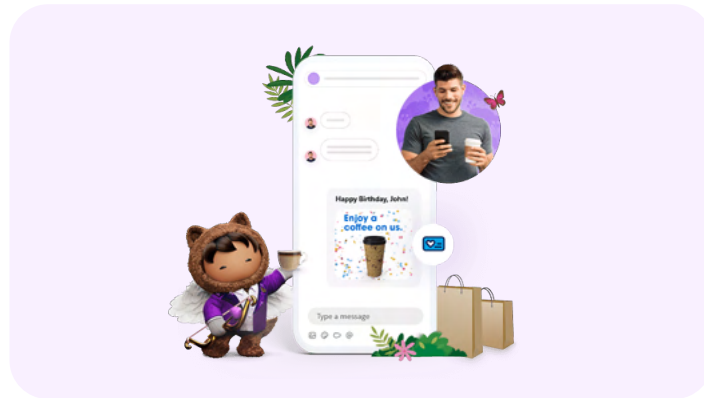 Happy Birthday, John!
Enjoy a
coffee on us.
Type a message